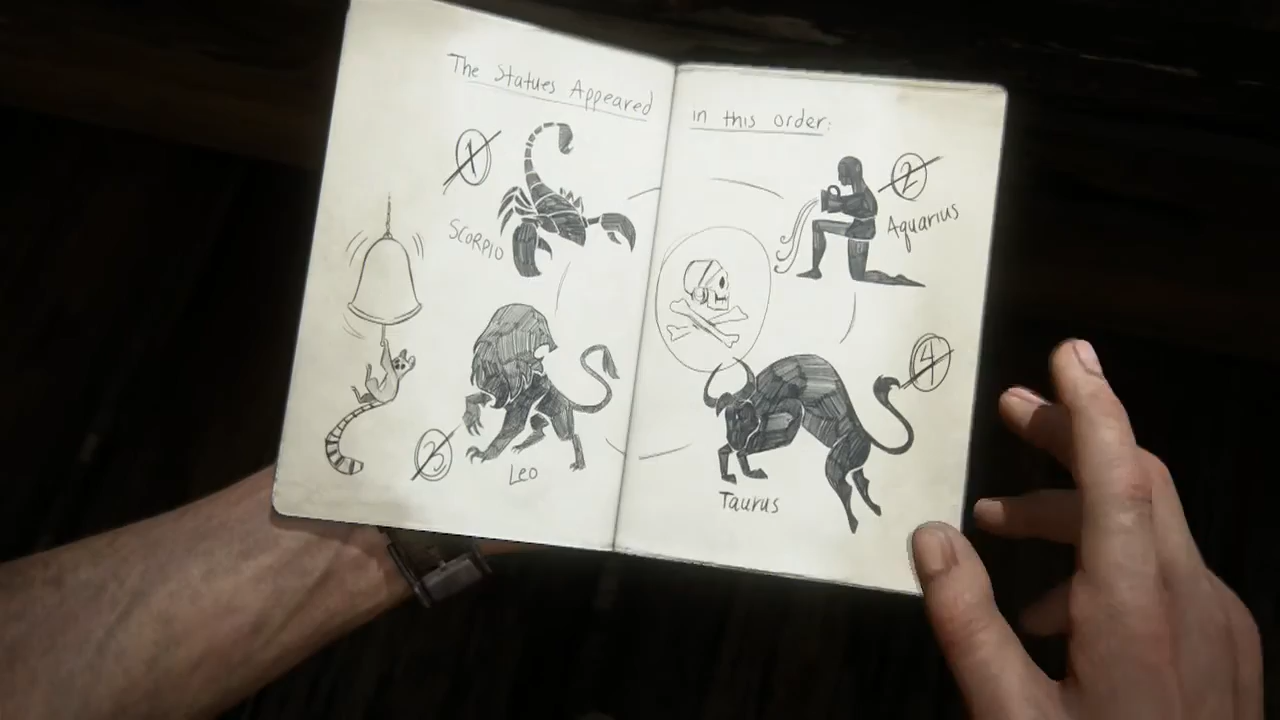 The Statues Appeared
in this order:
1
SCORPIO
2
Aquarius
3
Leo
4
Taurus